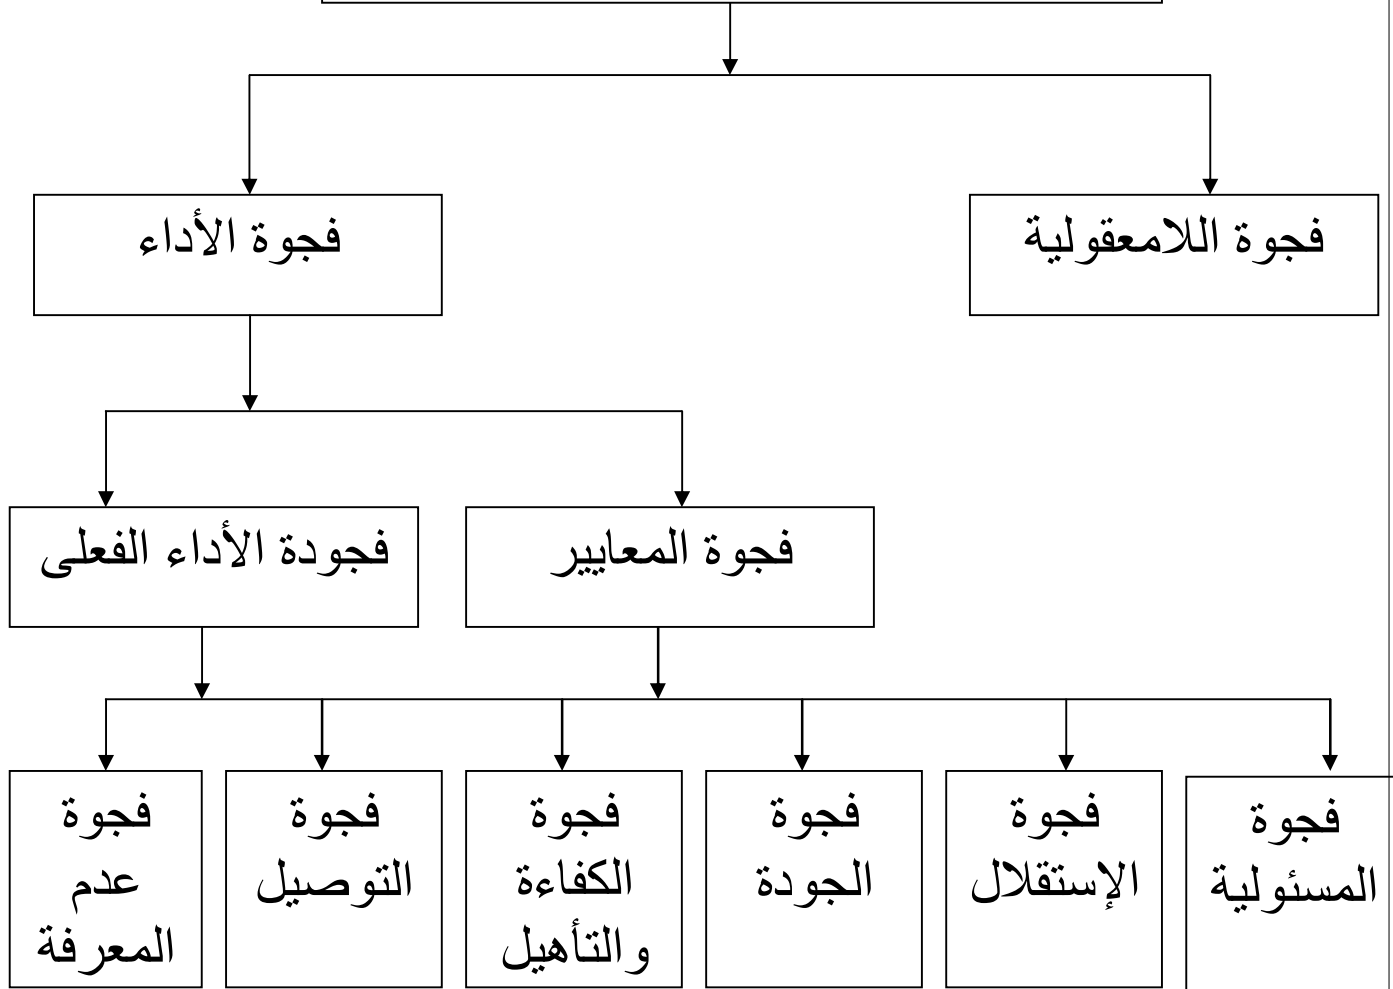 فجوة اللامعقولية
فجوة الأداء
فجوة المعايير
فجودة الأداء الفعلى
فجوة
المسئولية
فجوة
الإستقلال
فجوة
الجودة
فجوة
الكفاءة
والتأهيل
فجوة
التوصيل
فجوة
عدم
المعرفة